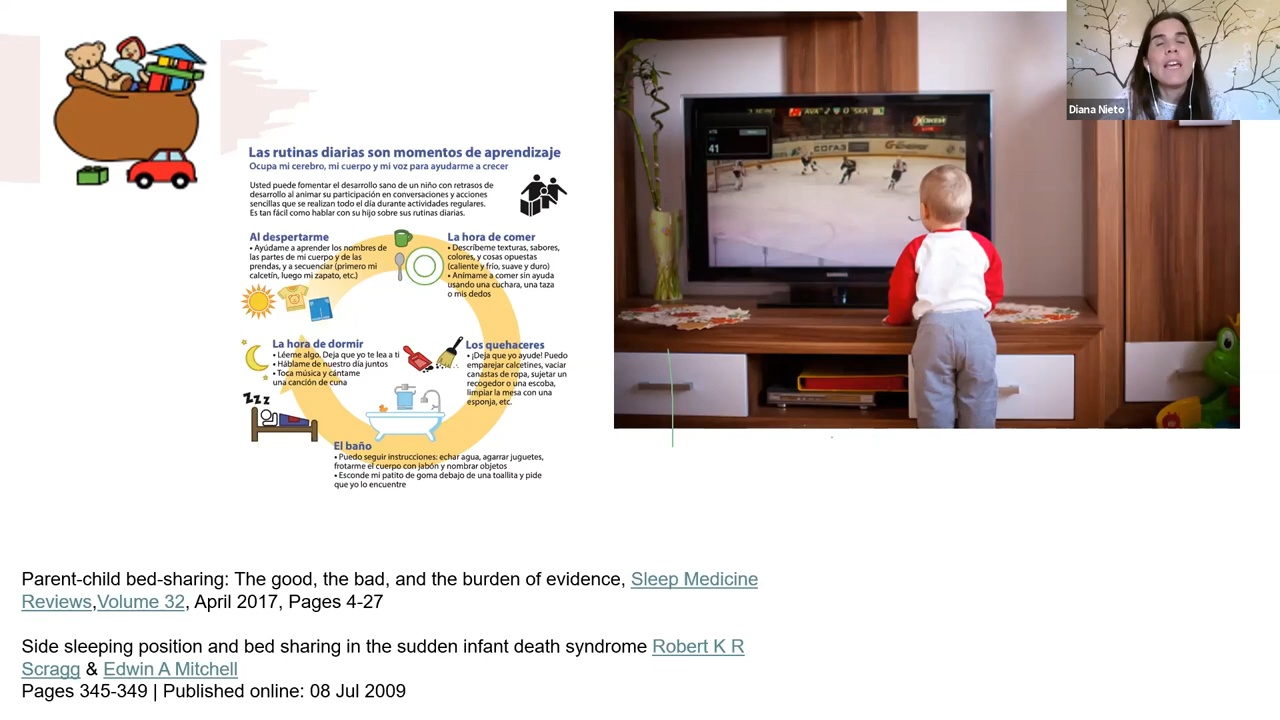 Las rutinas diarias son momentos de aprendizaje
Ocupa mi cerebro, mi cuerpo y mi voz para ayudarme a crecer
Usted puede fomentar el desarrollo sano de un niño con retrasos de
desarrollo al animar su participación en conversaciones y acciones
sencillas que se realizan todo el día durante actividades regulares.
Es tan fácil como hablar con su hijo sobre sus rutinas diarias.
Al despertarme
• Ayúdame a aprender los nombres de
las partes de mi cuerpo y de las
prendas, y a secuenciar (primero mi
calcetín, luego mi zapato, etc.)
La hora de comer
• Descríbeme texturas, sabores,
colores, y cosas opuestas
(caliente y frío, suave y duro)
• Anímame a comer sin ayuda
usando una cuchara, una taza
o mis dedos
La hora de dormir
• Léeme algo. Deja que yo te lea a ti
• Háblame de nuestro día juntos
• Toca música y cántame
una canción de cuna
Los quehaceres
• ¡Deja que yo ayude! Puedo
emparejar calcetines, vaciar
canastas de ropa, sujetar un
recogedor o una escoba,
limpiar la mesa con una
esponja, etc.
zzz
El baño
• Puedo seguir instrucciones: echar agua, agarrar juguetes,
frotarme el cuerpo con jabón y nombrar objetos
• Esconde mi patito de goma debajo de una toallita y pide
que yo lo encuentre
41
СОГАЗ
SAMSUNG
Diana Nieto
Parent-child bed-sharing: The good, the bad, and the burden of evidence, Sleep Medicine
Reviews,Volume 32, April 2017, Pages 4-27
Side sleeping position and bed sharing in the sudden infant death syndrome Robert K R
Scragg & Edwin A Mitchell
Pages 345-349 | Published online: 08 Jul 2009